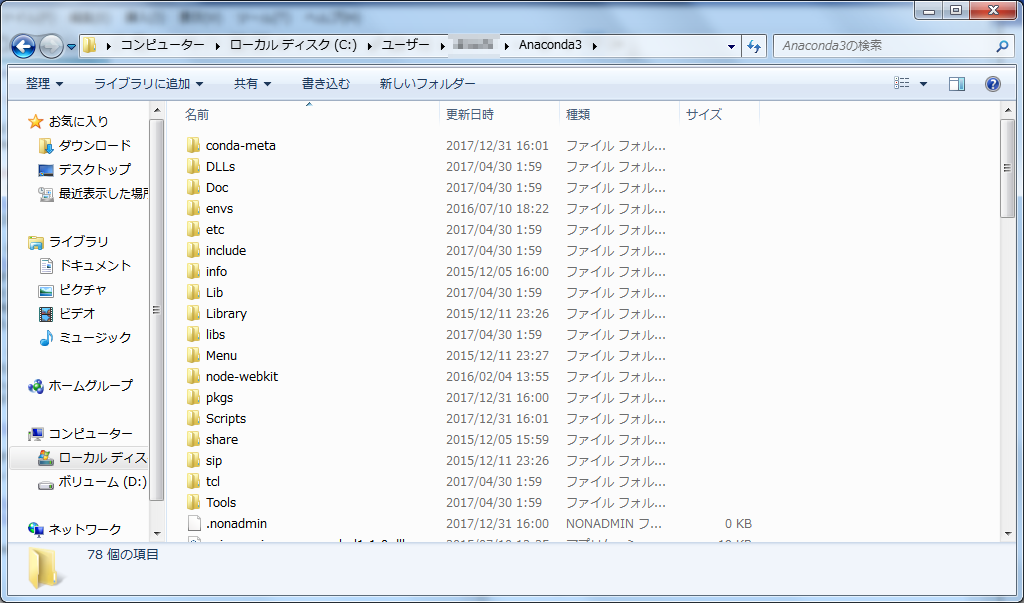 コンピューター ローカル ディスク (C:) ユーザー Anaconda3
Anaconda3の検索
整理 ライブラリに追加 共有 書き込む 新しいフォルダー
お気に入り
ダウンロード
デスクトップ
最近表示した場所
ライブラリ
ドキュメント
ピクチャ
ビデオ
ミュージック
ホームグループ
コンピューター
ローカル ディス
ボリューム (D:)
ネットワーク
名前 更新日時 種類 サイズ
conda-meta 2017/12/31 16:01 ファイル フォル...
DLLs 2017/04/30 1:59 ファイル フォル...
Doc 2017/04/30 1:59 ファイル フォル...
envs 2016/07/10 18:22 ファイル フォル...
etc 2017/04/30 1:59 ファイル フォル...
include 2017/04/30 1:59 ファイル フォル...
info 2015/12/05 16:00 ファイル フォル...
Lib 2017/04/30 1:59 ファイル フォル...
Library 2015/12/11 23:26 ファイル フォル...
libs 2017/04/30 1:59 ファイル フォル...
Menu 2015/12/11 23:27 ファイル フォル...
node-webkit 2016/02/04 13:55 ファイル フォル...
pkgs 2017/12/31 16:00 ファイル フォル...
Scripts 2017/12/31 16:01 ファイル フォル...
share 2015/12/05 15:59 ファイル フォル...
sip 2015/12/11 23:26 ファイル フォル...
tcl 2017/04/30 1:59 ファイル フォル...
Tools 2017/04/30 1:59 ファイル フォル...
.nonadmin 2017/12/31 16:00 NONADMIN フ... 0 KB
78 個の項目